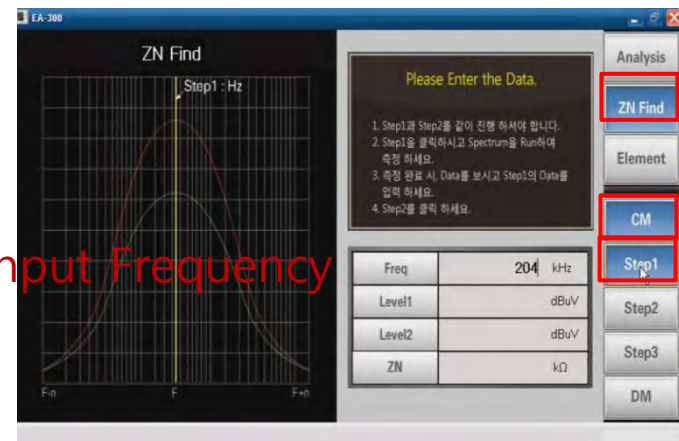 EA-300
ZN Find
Step1 : Hz
F-n
F
F+n
Please Enter the Data.
1. Step1과 Step2를 같이 진행 하셔야 합니다.
2. Step1을 클릭하시고 Spectrum을 Run하여
측정 하세요.
3. 측정 완료 시, Data를 보시고 Step1의 Data를
입력 하세요.
4. Step2를 클릭 하세요.
nput Frequency
Freq 204 kHz
Level1 dBuV
Level2 dBuV
ZN kΩ
Analysis
ZN Find
Element
CM
Step1
Step2
Step3
DM